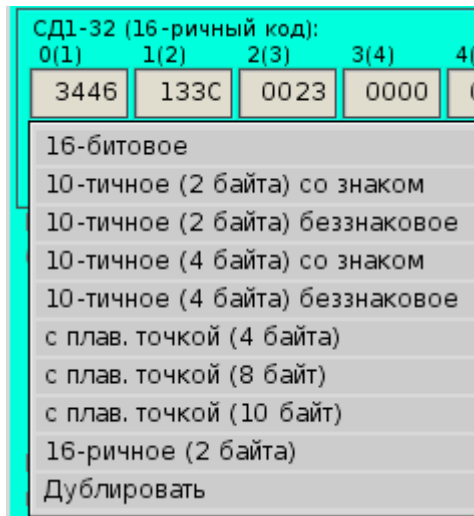 СД1-32 (16-ричный код):
0(1) 1(2) 2(3) 3(4) 4(
3446 133C 0023 0000
16-битовое
10-тичное (2 байта) со знаком
10-тичное (2 байта) беззнаковое
10-тичное (4 байта) со знаком
10-тичное (4 байта) беззнаковое
с плав. точкой (4 байта)
с плав. точкой (8 байт)
с плав. точкой (10 байт)
16-ричное (2 байта)
Дублировать